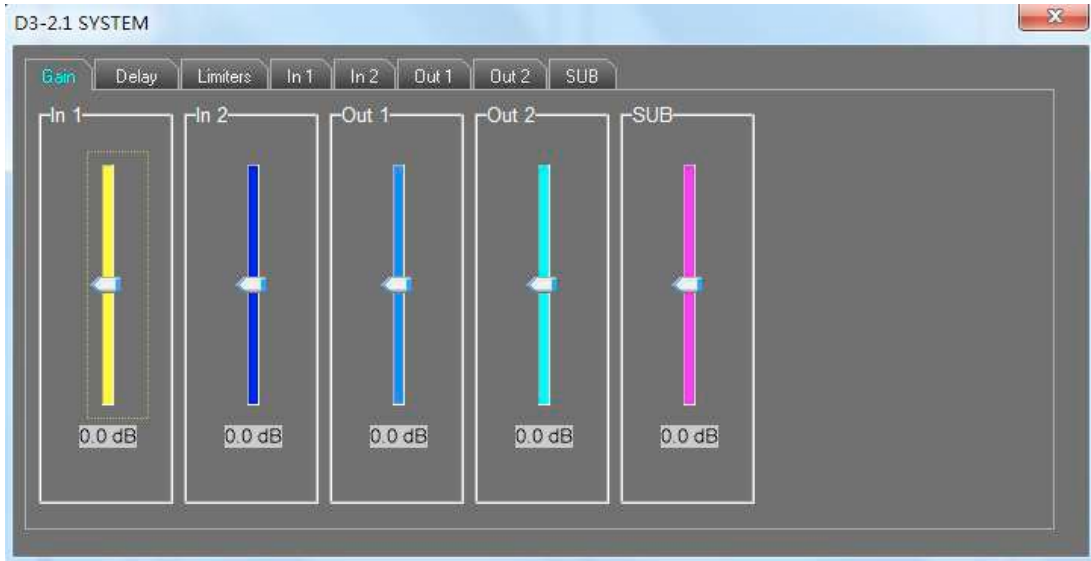 D3-2.1 SYSTEM
Gain Delay Limiters In 1 In 2 Out 1 Out 2 SUB
In 1 In 2 Out 1 Out 2 SUB
0.0 dB 0.0 dB 0.0 dB 0.0 dB 0.0 dB